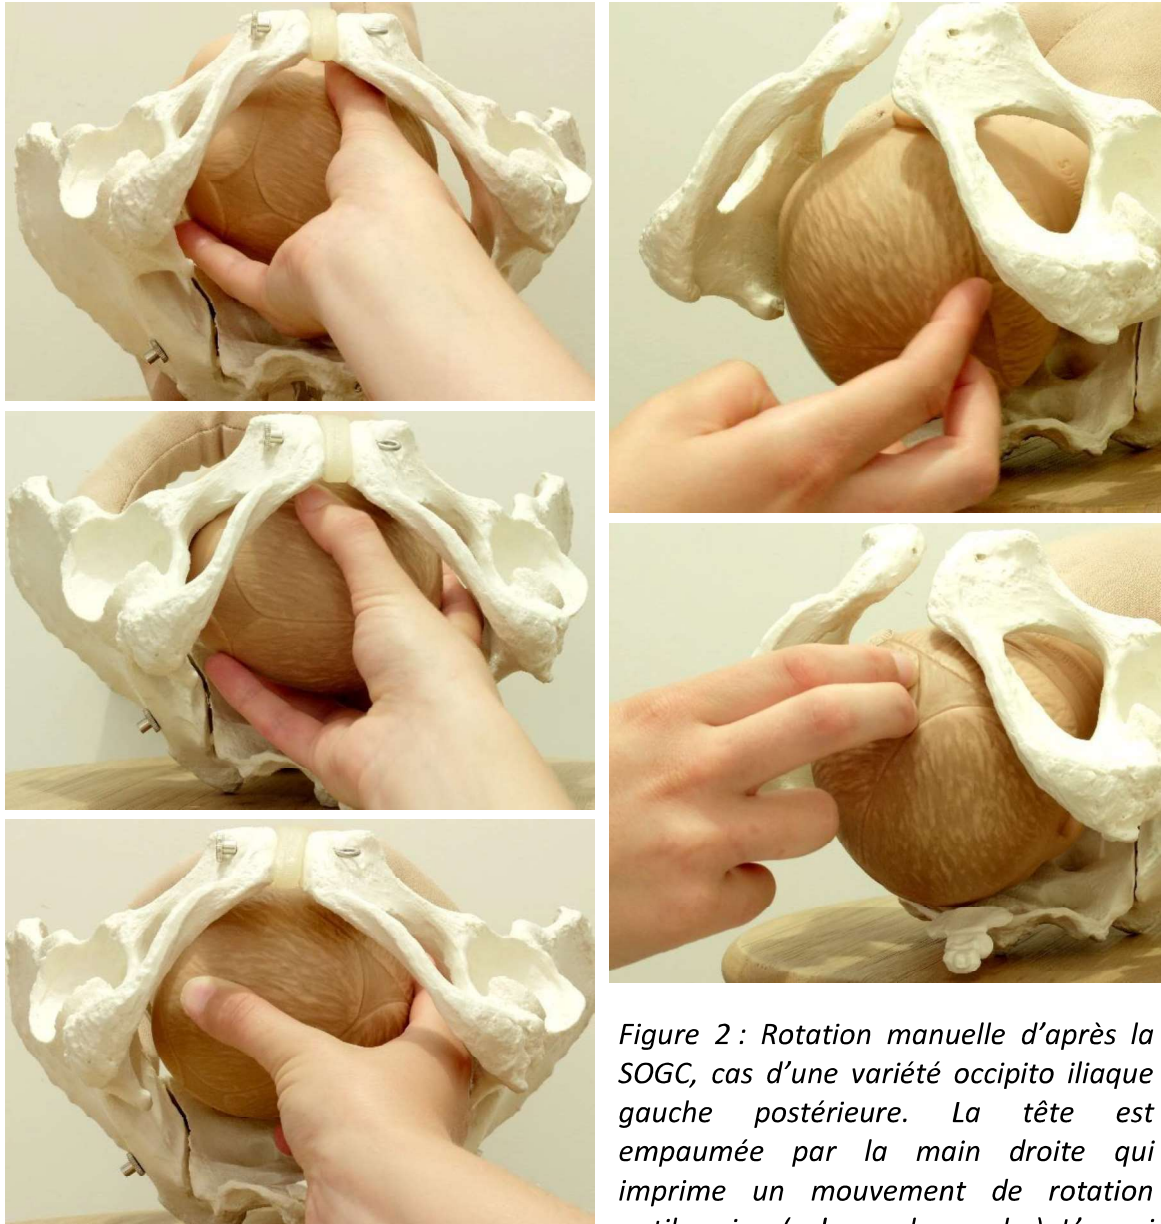 Figure 2 : Rotation manuelle d’après la
SOGC, cas d’une variété occipito iliaque
gauche postérieure. La tête est
empaumée par la main droite qui
imprime un mouvement de rotation